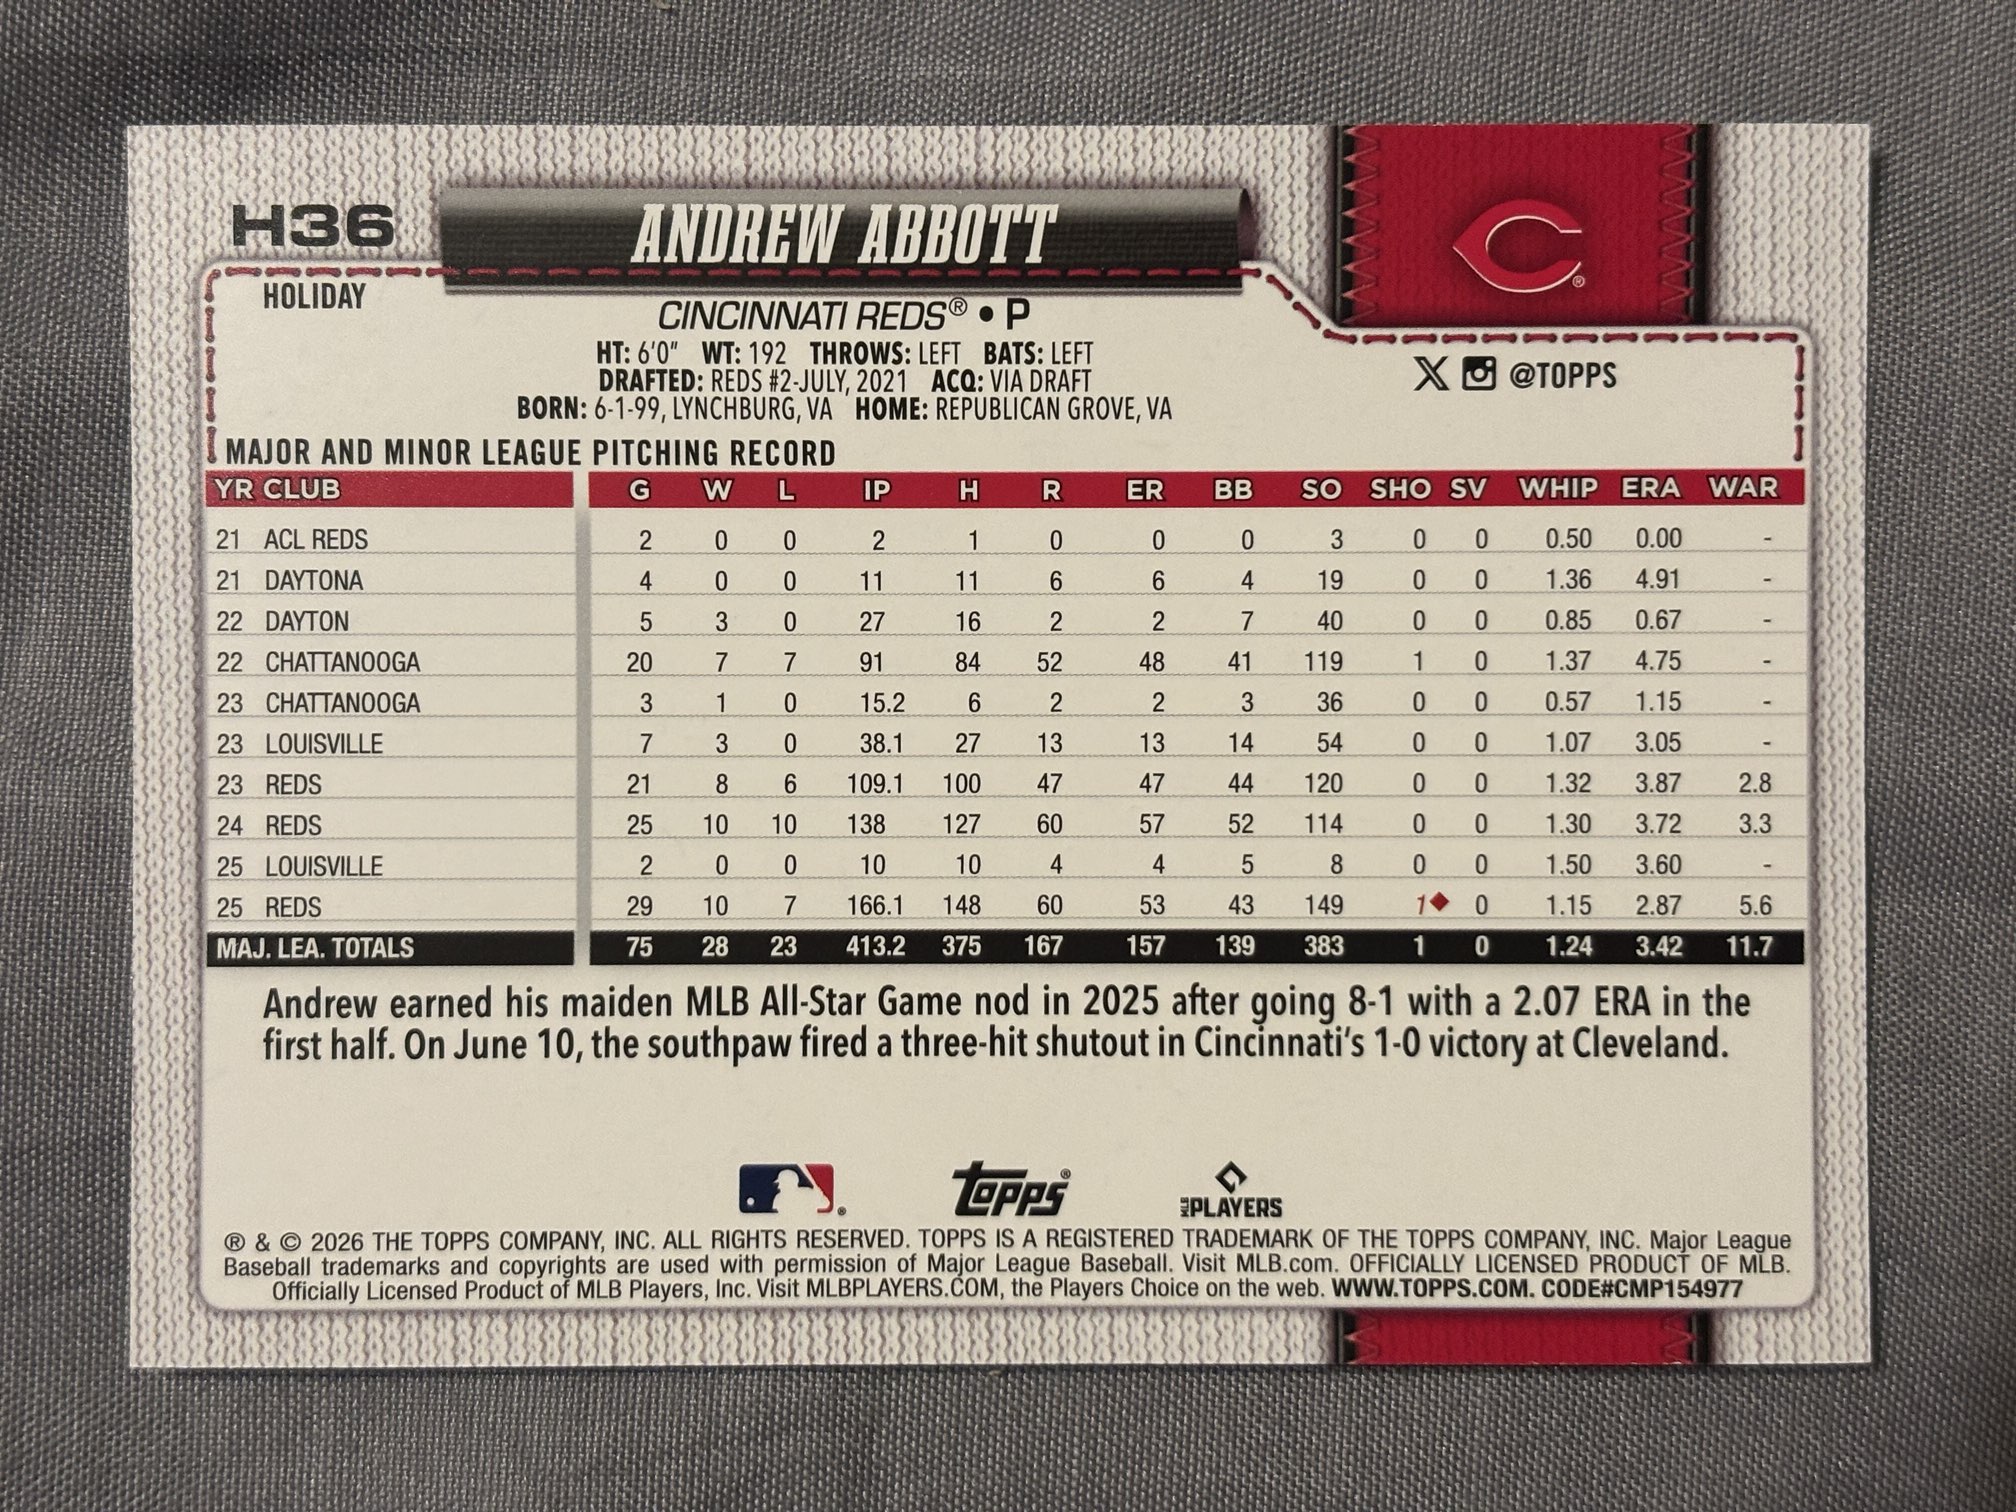 H36
ANDREW ABBOTT
HOLIDAY
CINCINNATI REDS® • P
HT: 6'0" WT: 192 THROWS: LEFT BATS: LEFT
DRAFTED: REDS #2-JULY, 2021 ACQ: VIA DRAFT
BORN: 6-1-99, LYNCHBURG, VA HOME: REPUBLICAN GROVE, VA
C®
X @TOPPS
MAJOR AND MINOR LEAGUE PITCHING RECORD
YR CLUB G W L IP H R ER BB SO SHO SV WHIP ERA WAR
21 ACL REDS 2 0 0 2 1 0 0 0 3 0 0 0.50 0.00 -
21 DAYTONA 4 0 0 11 11 6 6 4 19 0 0 1.36 4.91 -
22 DAYTON 5 3 0 27 16 2 2 7 40 0 0 0.85 0.67 -
22 CHATTANOOGA 20 7 7 91 84 52 48 41 119 1 0 1.37 4.75 -
23 CHATTANOOGA 3 1 0 15.2 6 2 2 3 36 0 0 0.57 1.15 -
23 LOUISVILLE 7 3 0 38.1 27 13 13 14 54 0 0 1.07 3.05 -
23 REDS 21 8 6 109.1 100 47 47 44 120 0 0 1.32 3.87 2.8
24 REDS 25 10 10 138 127 60 57 52 114 0 0 1.30 3.72 3.3
25 LOUISVILLE 2 0 0 10 10 4 4 5 8 0 0 1.50 3.60 -
25 REDS 29 10 7 166.1 148 60 53 43 149 1♦ 0 1.15 2.87 5.6
MAJ. LEA. TOTALS 75 28 23 413.2 375 167 157 139 383 1 0 1.24 3.42 11.7
Andrew earned his maiden MLB All-Star Game nod in 2025 after going 8-1 with a 2.07 ERA in the
first half. On June 10, the southpaw fired a three-hit shutout in Cincinnati's 1-0 victory at Cleveland.
® Topps® MLB PLAYERS
® & © 2026 THE TOPPS COMPANY, INC. ALL RIGHTS RESERVED. TOPPS IS A REGISTERED TRADEMARK OF THE TOPPS COMPANY, INC. Major League
Baseball trademarks and copyrights are used with permission of Major League Baseball. Visit MLB.com. OFFICIALLY LICENSED PRODUCT OF MLB.
Officially Licensed Product of MLB Players, Inc. Visit MLBPLAYERS.COM, the Players Choice on the web. WWW.TOPPS.COM. CODE#CMP154977